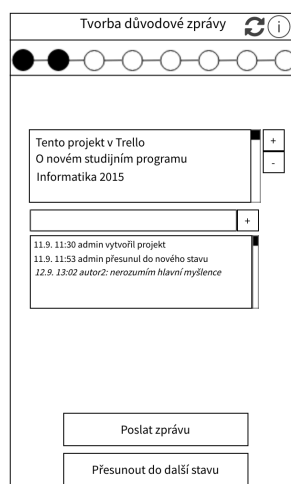 Tvorba důvodové zprávy i
Tento projekt v Trello
+
O novém studijním programu
-
Informatika 2015
+
11.9. 11:30 admin vytvořil projekt
11.9. 11:53 admin přesunul do nového stavu
12.9. 13:02 autor2: nerozumím hlavní myšlence
Poslat zprávu
Přesunout do další stavu